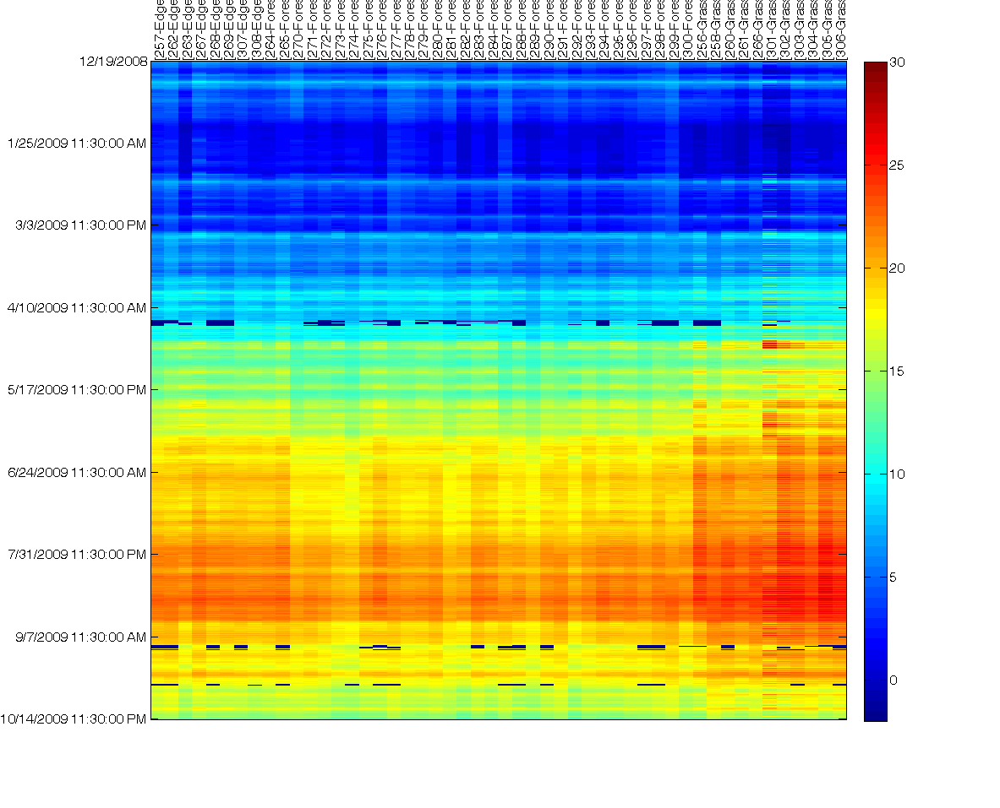 [257-Edge
[262-Edge
[263-Edge
[267-Edge
[268-Edge
[269-Edge
[307-Edge
[308-Edge
[264-Fores
[265-Fores
[270-Fores
[271-Fores
[272-Fores
[273-Fores
[274-Fores
[275-Fores
[276-Fores
[277-Fores
[278-Fores
[279-Fores
[280-Fores
[281-Fores
[282-Fores
[283-Fores
[284-Fores
[287-Fores
[288-Fores
[289-Fores
[290-Fores
[291-Fores
[292-Fores
[293-Fores
[294-Fores
[295-Fores
[296-Fores
[297-Fores
[298-Fores
[299-Fores
[300-Fores
[256-Grass
[258-Grass
[260-Grass
[261-Grass
[266-Grass
[301-Grass
[302-Grass
[303-Grass
[304-Grass
[305-Grass
[306-Grass
12/19/2008
1/25/2009 11:30:00 AM
3/3/2009 11:30:00 PM
4/10/2009 11:30:00 AM
5/17/2009 11:30:00 PM
6/24/2009 11:30:00 AM
7/31/2009 11:30:00 PM
9/7/2009 11:30:00 AM
10/14/2009 11:30:00 PM
30
25
20
15
10
5
0